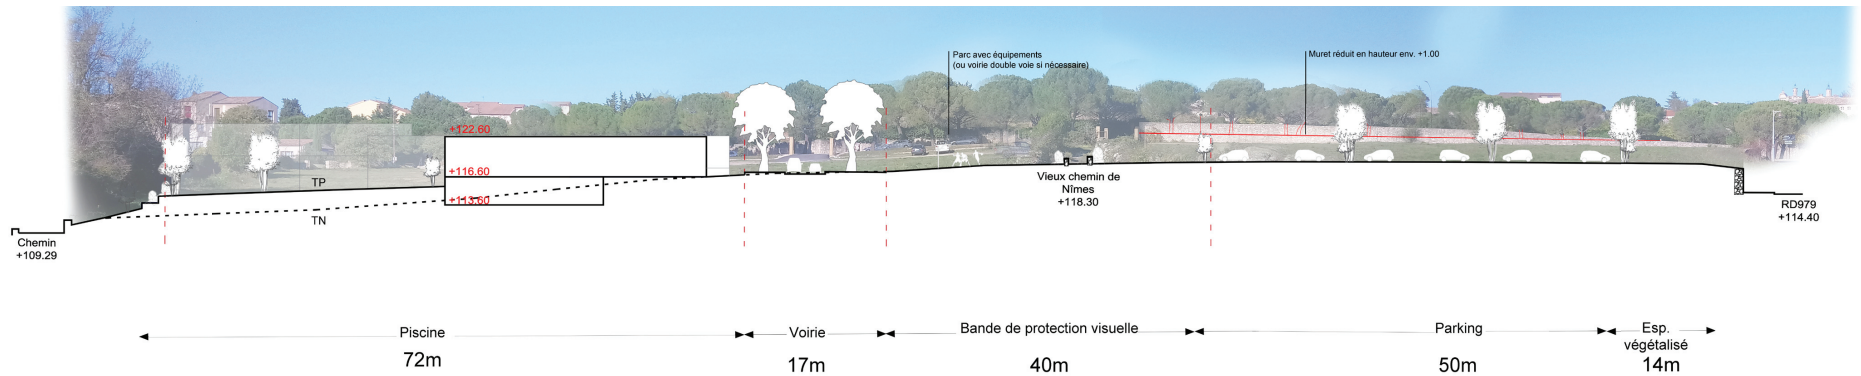 Parc avec équipements
(ou voirie double voie si nécessaire)
Muret réduit en hauteur env. +1.00
+122.60
+116.60
+113.60
TP
TN
Vieux chemin de
Nîmes
+118.30
RD979
+114.40
Chemin
+109.29
Piscine
72m
Voirie
17m
Bande de protection visuelle
40m
Parking
50m
Esp.
végétalisé
14m